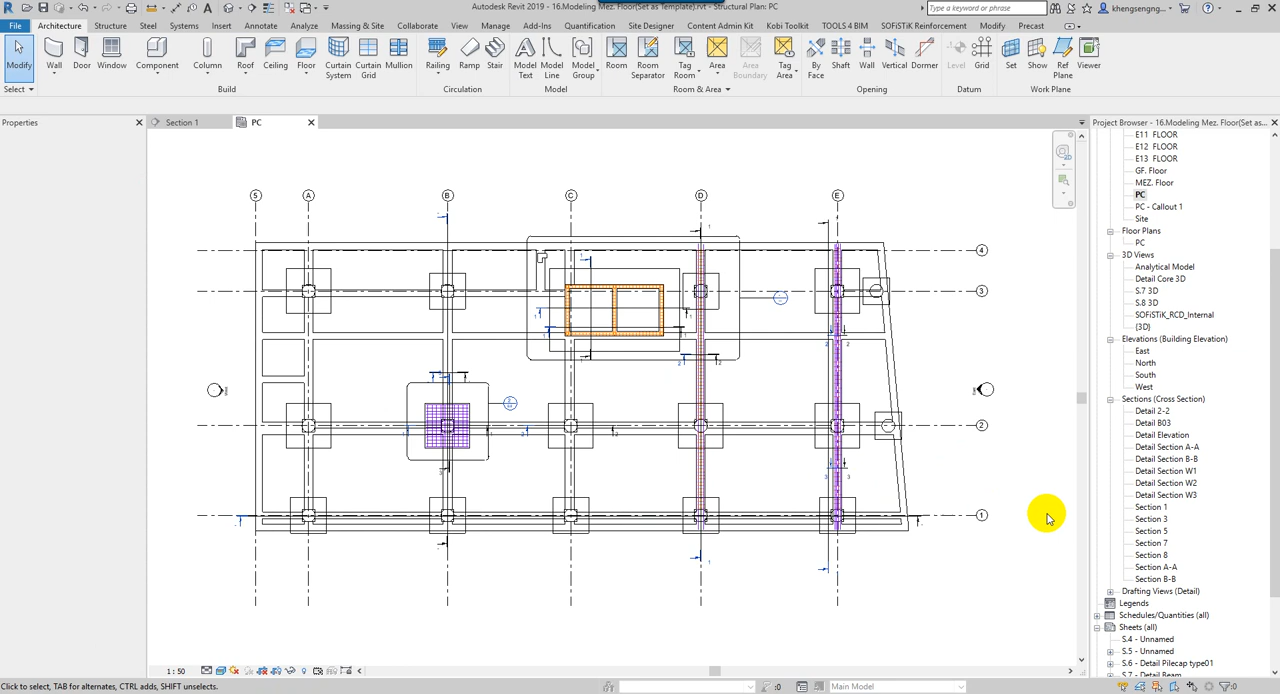 Autodesk Revit 2019 - 16.Modeling Mez. Floor(Set as Template).rvt - Structural Plan: PC
Type a keyword or phrase
khengsengng...
File Architecture Structure Steel Systems Insert Annotate Analyze Massing & Site Collaborate View Manage Add-Ins Quantification Site Designer Content Admin Kit Kobi Toolkit TOOLS 4 BIM SOFiSTiK Reinforcement Modify Precast
Modify Wall Door Window Component Column Roof Ceiling Floor Curtain System Curtain Grid Mullion Railing Ramp Stair Model Text Model Line Model Group Room Room Separator Tag Room Area Area Boundary Tag Area By Face Shaft Wall Vertical Dormer Level Grid Set Show Ref Plane Viewer
Select Build Circulation Model Room & Area Opening Datum Work Plane
Properties
Section 1
PC
Project Browser - 16.Modeling Mez. Floor(Set as...
E11 FLOOR
E12 FLOOR
E13 FLOOR
GF. Floor
MEZ. Floor
PC
PC - Callout 1
Site
Floor Plans
PC
3D Views
Analytical Model
Detail Core 3D
S.7 3D
S.8 3D
SOFiSTiK_RCD_Internal
{3D}
Elevations (Building Elevation)
East
North
South
West
Sections (Cross Section)
Detail 2-2
Detail B03
Detail Elevation
Detail Section A-A
Detail Section B-B
Detail Section W1
Detail Section W2
Detail Section W3
Section 1
Section 3
Section 5
Section 7
Section 8
Section A-A
Section B-B
Drafting Views (Detail)
Legends
Schedules/Quantities (all)
Sheets (all)
S.4 - Unnamed
S.5 - Unnamed
S.6 - Detail Pilecap type01
S.7 - Detail Beam
5 A B C D E
4
3
2
1
1 : 50
Click to select, TAB for alternates, CTRL adds, SHIFT unselects.
:0
Main Model
:0